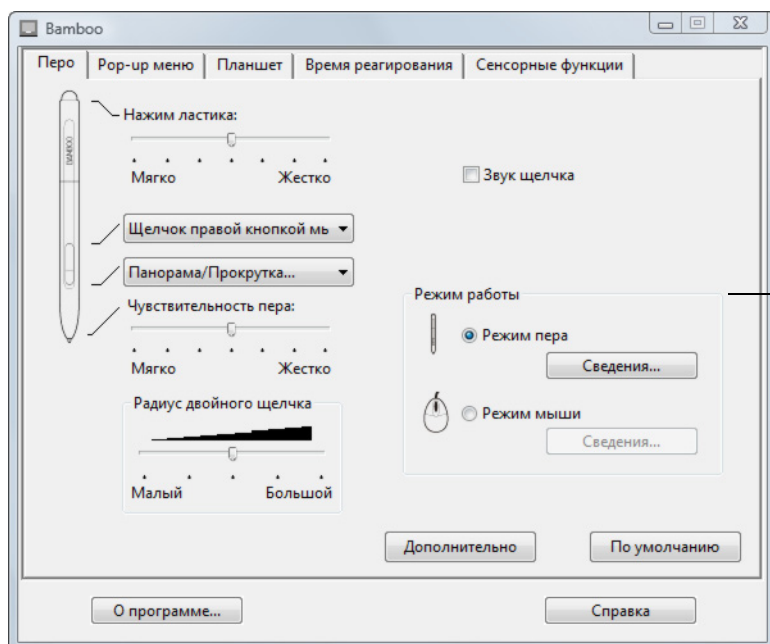 Bamboo
Перо Pop-up меню Планшет Время реагирования Сенсорные функции
BAMBOO
Нажим ластика:
Мягко Жестко
Звук щелчка
Щелчок правой кнопкой мь
Панорама/Прокрутка...
Чувствительность пера:
Мягко Жестко
Радиус двойного щелчка
Малый Большой
Режим работы
Режим пера
Сведения...
Режим мыши
Сведения...
Дополнительно По умолчанию
О программе... Справка